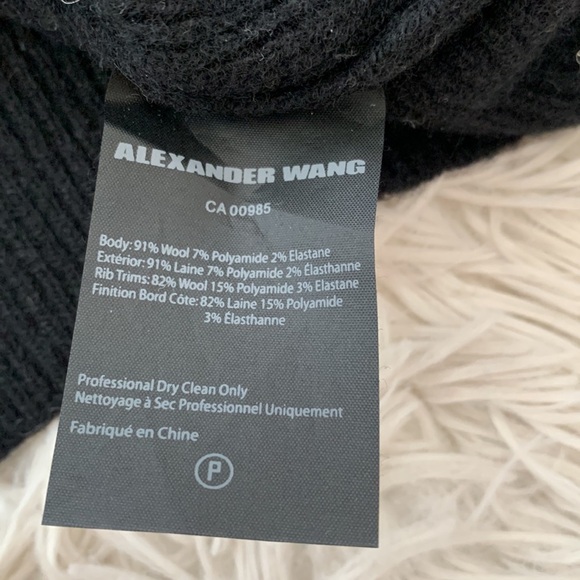 ALEXANDER WANG
CA 00985
Body: 91% Wool 7% Polyamide 2% Elastane
Extérior: 91% Laine 7% Polyamide 2% Élasthanne
Rib Trims: 82% Wool 15% Polyamide 3% Elastane
Finition Bord Côte: 82% Laine 15% Polyamide
3% Élasthanne
Professional Dry Clean Only
Nettoyage à Sec Professionnel Uniquement
Fabriqué en Chine
P